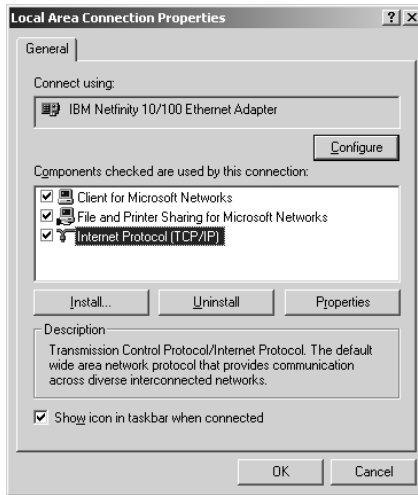 Local Area Connection Properties
General
Connect using:
IBM Netfinity 10/100 Ethernet Adapter
Configure
Components checked are used by this connection:
Client for Microsoft Networks
File and Printer Sharing for Microsoft Networks
Internet Protocol (TCP/IP)
Install... Uninstall Properties
Description
Transmission Control Protocol/Internet Protocol. The default
wide area network protocol that provides communication
across diverse interconnected networks.
Show icon in taskbar when connected
OK Cancel